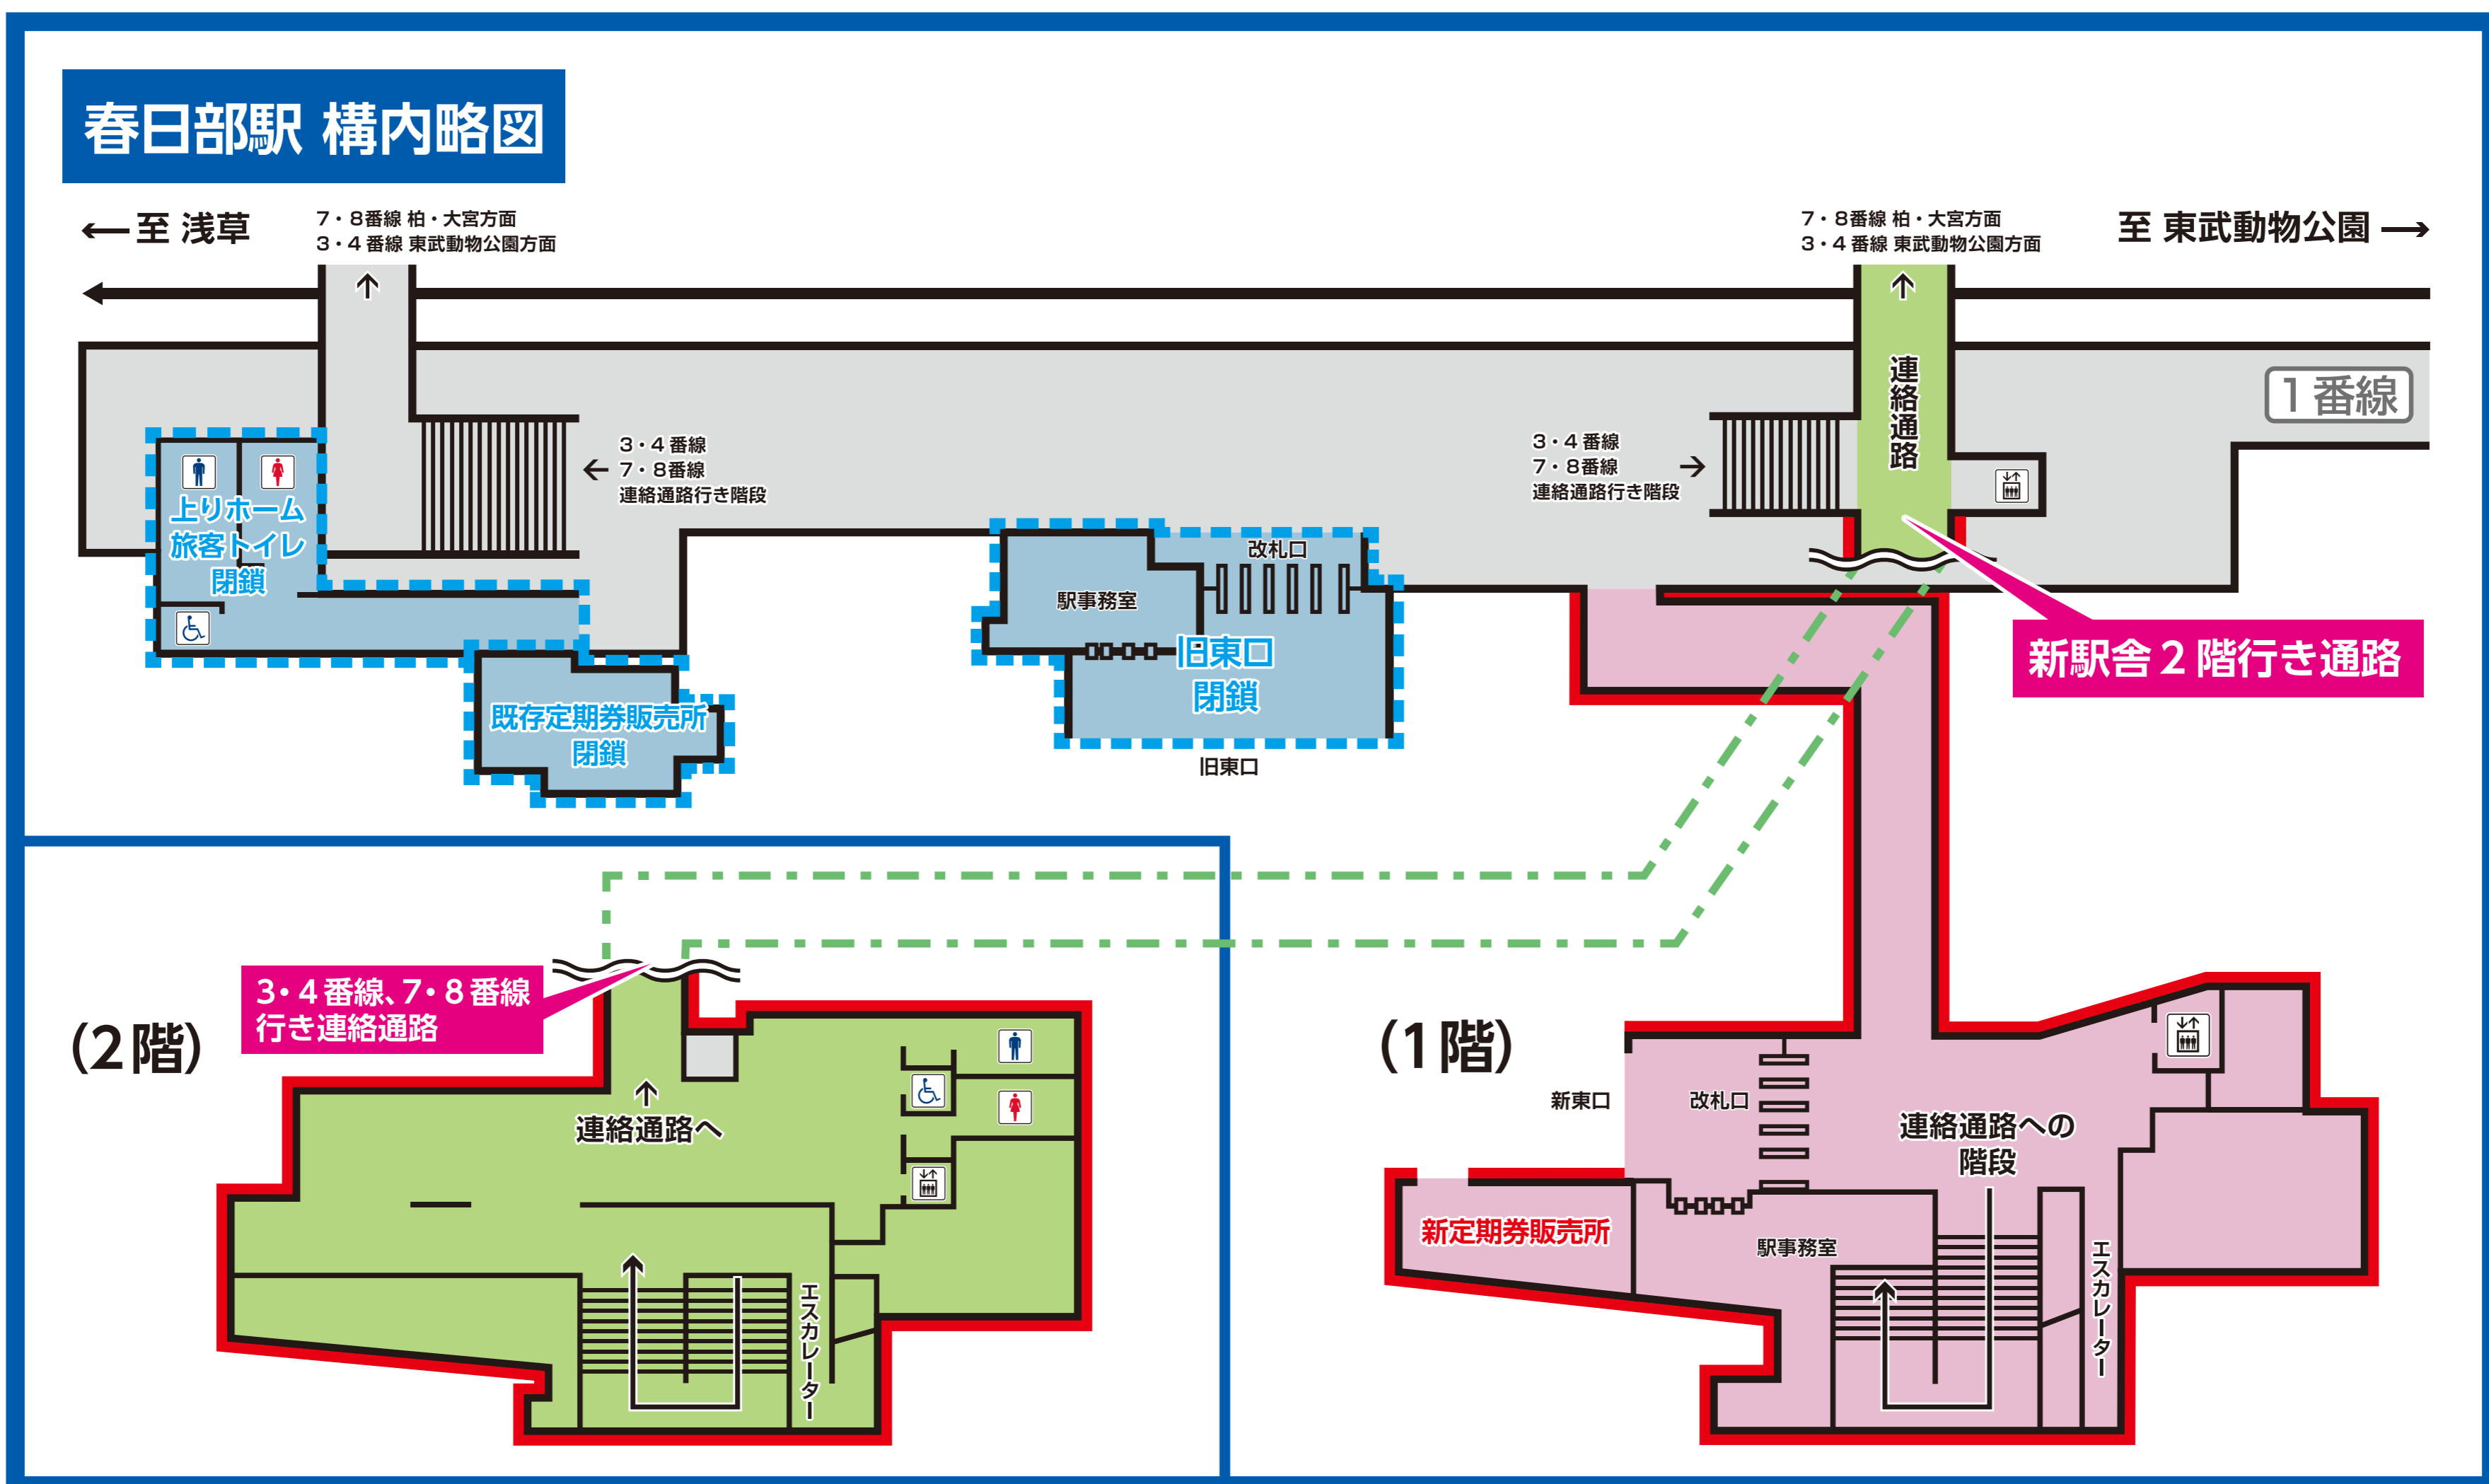 春日部駅 構内略図
←至 浅草
7・8番線 柏・大宮方面
3・4番線 東武動物公園方面
7・8番線 柏・大宮方面
3・4番線 東武動物公園方面
至 東武動物公園→
連絡通路
1番線
3・4番線
←7・8番線
連絡通路行き階段
3・4番線
7・8番線→
連絡通路行き階段
上りホーム
旅客トイレ
閉鎖
改札口
駅事務室
旧東口
閉鎖
旧東口
既存定期券販売所
閉鎖
新駅舎2階行き通路
(2階)
3・4番線、7・8番線
行き連絡通路
↑
連絡通路へ
エスカレーター
(1階)
新東口
改札口
連絡通路への
階段
新定期券販売所
駅事務室
エスカレーター